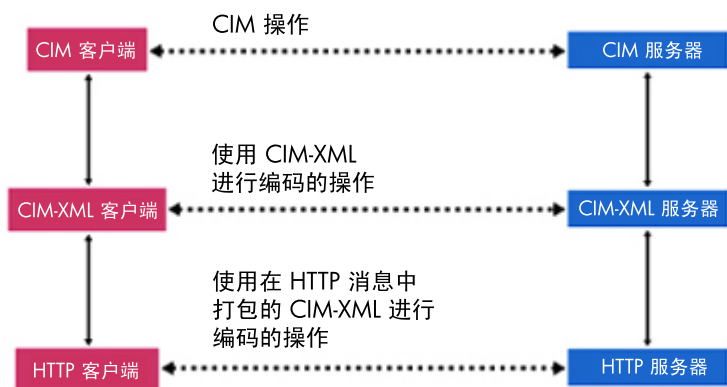 CIM 操作
CIM 客户端
CIM 服务器
使用 CIM-XML
进行编码的操作
CIM-XML 客户端
CIM-XML 服务器
使用在 HTTP 消息中
打包的 CIM-XML 进行
编码的操作
HTTP 客户端
HTTP 服务器